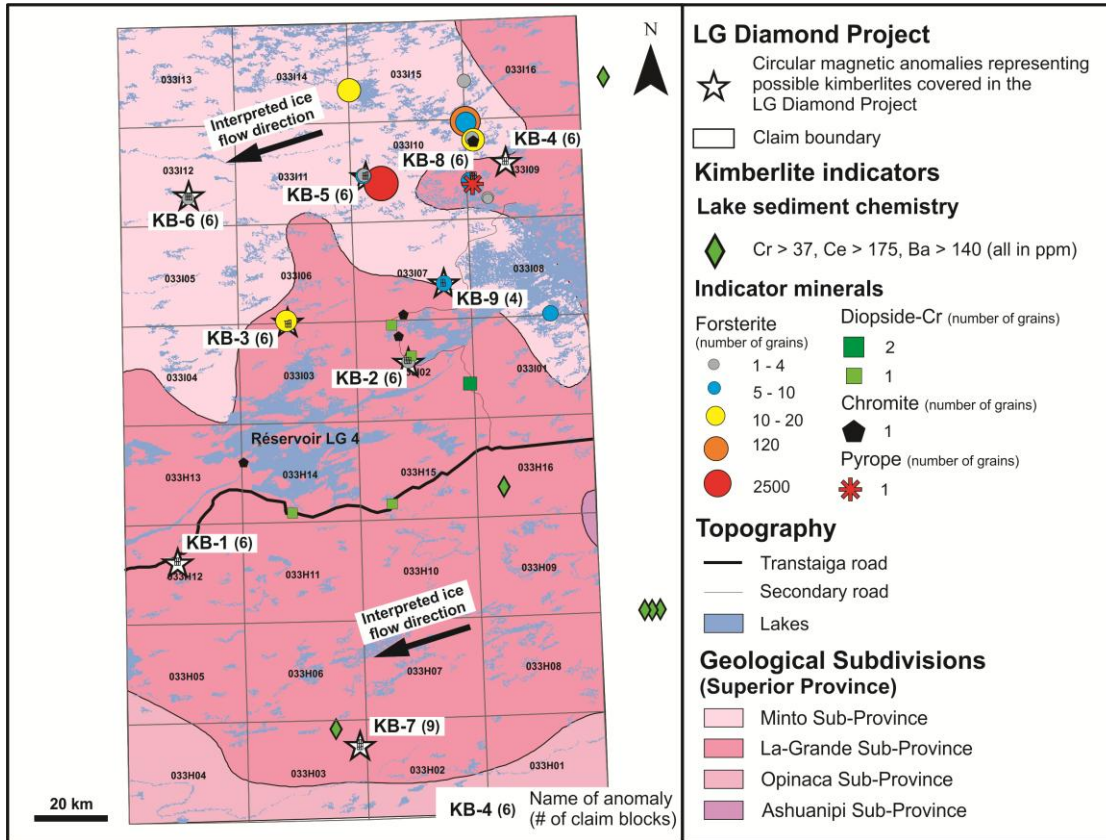 N
033I13
033I14
033I15
033I16
Interpreted ice
flow direction
033I10
KB-4 (6)
KB-8 (6)
033I09
033I12
033I11
KB-5 (6)
KB-6 (6)
033I05
033I06
033I07
033I08
KB-9 (4)
KB-3 (6)
033I04
033I03
KB-2 (6)
033I01
Réservoir LG 4
033H13
033H14
033H15
033H16
KB-1 (6)
033H12
033H11
033H10
033H09
Interpreted ice
flow direction
033H05
033H06
033H07
033H08
KB-7 (9)
033H04
033H03
033H02
033H01
20 km
KB-4 (6)
Name of anomaly
(# of claim blocks)
LG Diamond Project
Circular magnetic anomalies representing
possible kimberlites covered in the
LG Diamond Project
Claim boundary
Kimberlite indicators
Lake sediment chemistry
Cr > 37, Ce > 175, Ba > 140 (all in ppm)
Indicator minerals
Forsterite
(number of grains)
1 - 4
5 - 10
10 - 20
120
2500
Diopside-Cr (number of grains)
2
1
Chromite (number of grains)
1
Pyrope (number of grains)
1
Topography
Transtaiga road
Secondary road
Lakes
Geological Subdivisions
(Superior Province)
Minto Sub-Province
La-Grande Sub-Province
Opinaca Sub-Province
Ashuanipi Sub-Province